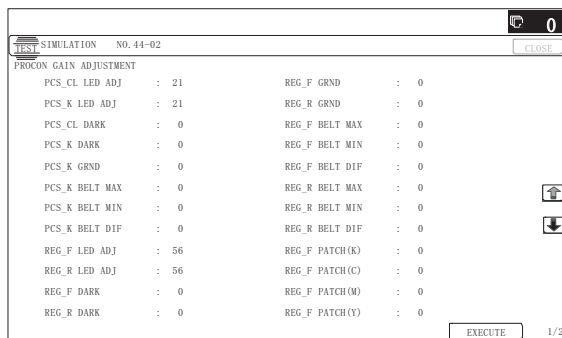 0
TEST SIMULATION NO. 44-02
CLOSE
PROCON GAIN ADJUSTMENT
PCS_CL LED ADJ : 21 REG_F GRND : 0
PCS_K LED ADJ : 21 REG_R GRND : 0
PCS_CL DARK : 0 REG_F BELT MAX : 0
PCS_K DARK : 0 REG_F BELT MIN : 0
PCS_K GRND : 0 REG_F BELT DIF : 0
PCS_K BELT MAX : 0 REG_R BELT MAX : 0
PCS_K BELT MIN : 0 REG_R BELT MIN : 0
PCS_K BELT DIF : 0 REG_R BELT DIF : 0
REG_F LED ADJ : 56 REG_F PATCH(K) : 0
REG_R LED ADJ : 56 REG_F PATCH(C) : 0
REG_F DARK : 0 REG_F PATCH(M) : 0
REG_R DARK : 0 REG_F PATCH(Y) : 0
EXECUTE 1/2